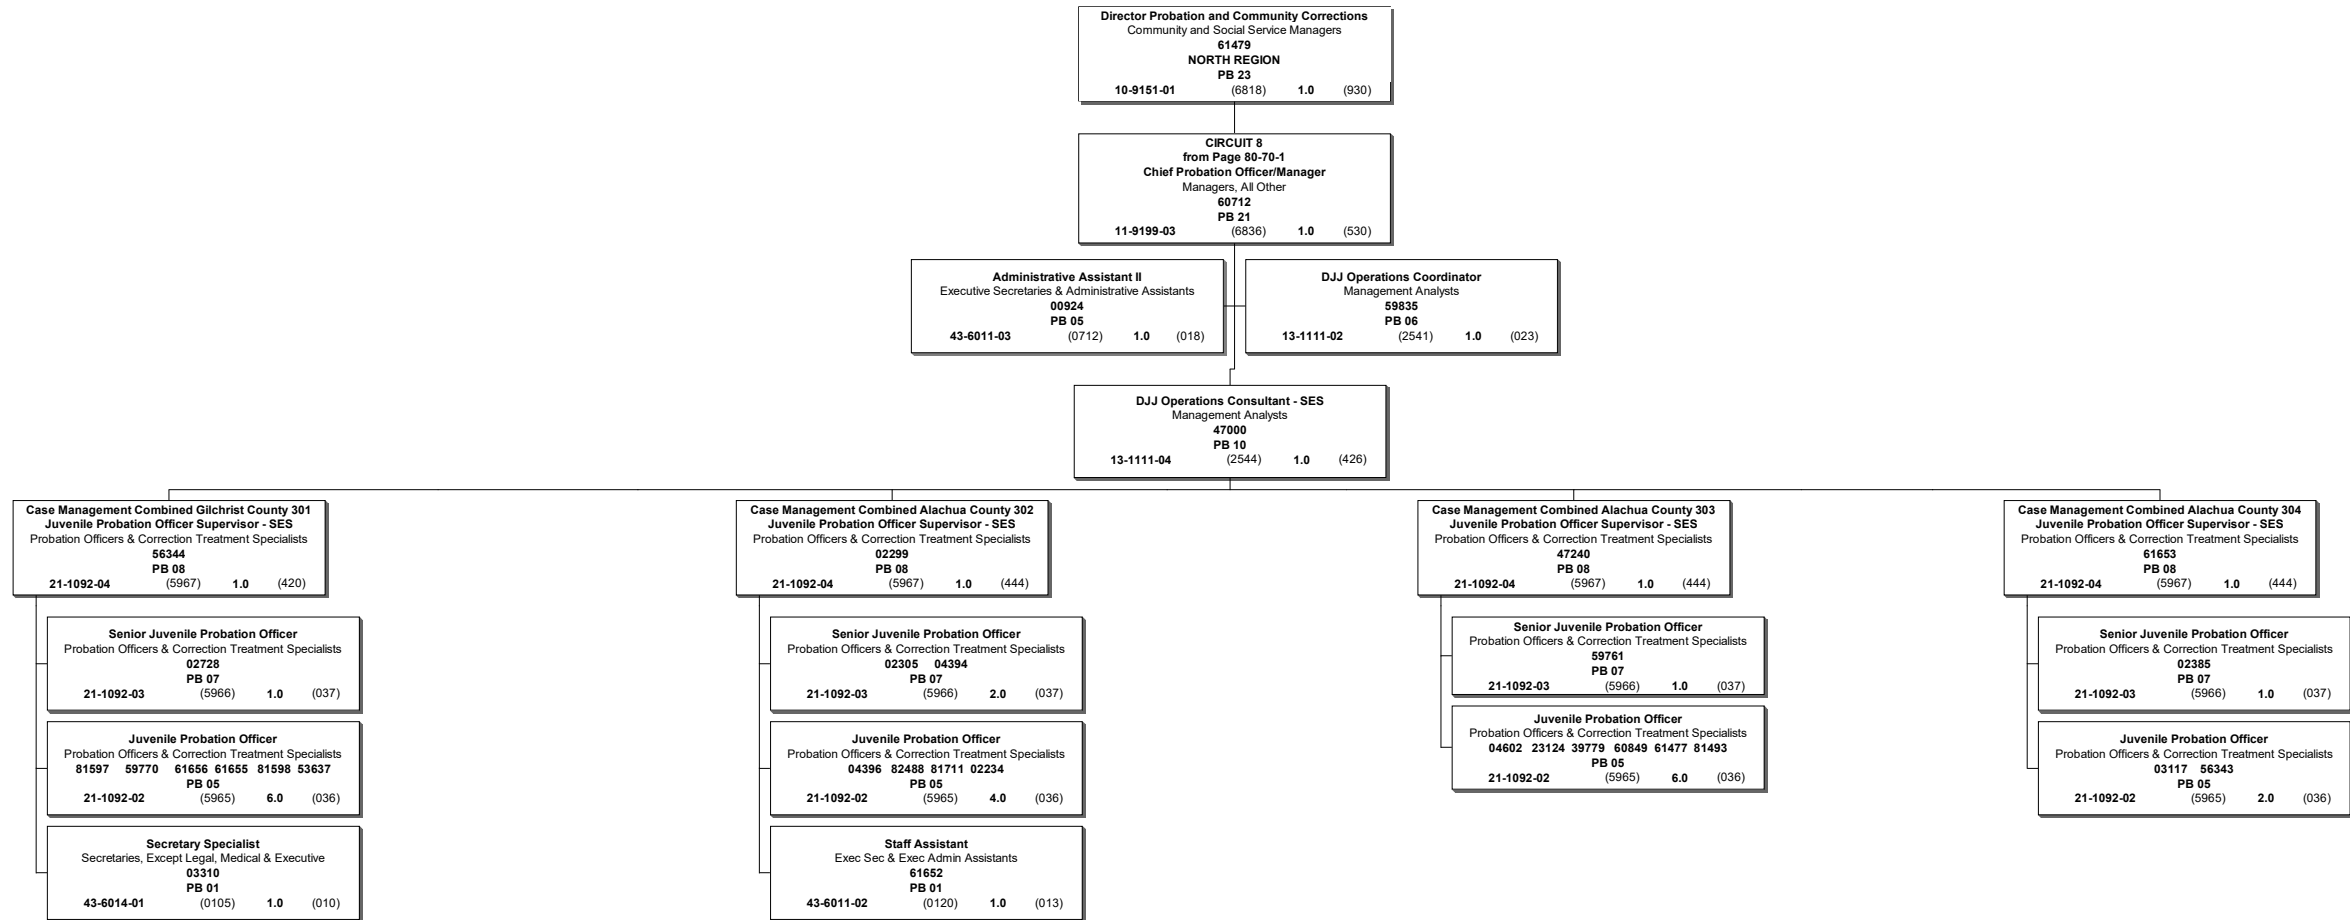 Director Probation and Community Corrections
Community and Social Service Managers
61479
NORTH REGION
PB 23
10-9151-01 (6818) 1.0 (930)
CIRCUIT 8
from Page 80-70-1
Chief Probation Officer/Manager
Managers, All Other
60712
PB 21
11-9199-03 (6836) 1.0 (530)
Administrative Assistant II
Executive Secretaries & Administrative Assistants
00924
PB 05
43-6011-03 (0712) 1.0 (018)
DJJ Operations Coordinator
Management Analysts
59835
PB 06
13-1111-02 (2541) 1.0 (023)
DJJ Operations Consultant - SES
Management Analysts
47000
PB 10
13-1111-04 (2544) 1.0 (426)
Case Management Combined Gilchrist County 301
Juvenile Probation Officer Supervisor - SES
Probation Officers & Correction Treatment Specialists
56344
PB 08
21-1092-04 (5967) 1.0 (420)
Senior Juvenile Probation Officer
Probation Officers & Correction Treatment Specialists
02728
PB 07
21-1092-03 (5966) 1.0 (037)
Juvenile Probation Officer
Probation Officers & Correction Treatment Specialists
81597 59770 61656 61655 81598 53637
PB 05
21-1092-02 (5965) 6.0 (036)
Secretary Specialist
Secretaries, Except Legal, Medical & Executive
03310
PB 01
43-6014-01 (0105) 1.0 (010)
Case Management Combined Alachua County 302
Juvenile Probation Officer Supervisor - SES
Probation Officers & Correction Treatment Specialists
02299
PB 08
21-1092-04 (5967) 1.0 (444)
Senior Juvenile Probation Officer
Probation Officers & Correction Treatment Specialists
02305 04394
PB 07
21-1092-03 (5966) 2.0 (037)
Juvenile Probation Officer
Probation Officers & Correction Treatment Specialists
04396 82488 81711 02234
PB 05
21-1092-02 (5965) 4.0 (036)
Staff Assistant
Exec Sec & Exec Admin Assistants
61652
PB 01
43-6011-02 (0120) 1.0 (013)
Case Management Combined Alachua County 303
Juvenile Probation Officer Supervisor - SES
Probation Officers & Correction Treatment Specialists
47240
PB 08
21-1092-04 (5967) 1.0 (444)
Senior Juvenile Probation Officer
Probation Officers & Correction Treatment Specialists
59761
PB 07
21-1092-03 (5966) 1.0 (037)
Juvenile Probation Officer
Probation Officers & Correction Treatment Specialists
04602 23124 39779 60849 61477 81493
PB 05
21-1092-02 (5965) 6.0 (036)
Case Management Combined Alachua County 304
Juvenile Probation Officer Supervisor - SES
Probation Officers & Correction Treatment Specialists
61653
PB 08
21-1092-04 (5967) 1.0 (444)
Senior Juvenile Probation Officer
Probation Officers & Correction Treatment Specialists
02385
PB 07
21-1092-03 (5966) 1.0 (037)
Juvenile Probation Officer
Probation Officers & Correction Treatment Specialists
03117 56343
PB 05
21-1092-02 (5965) 2.0 (036)